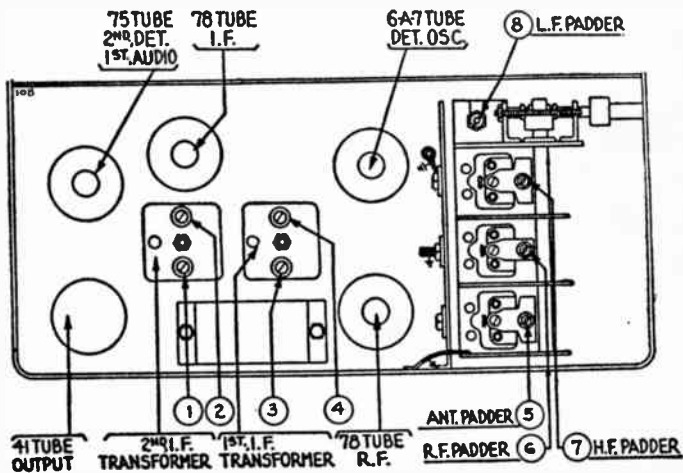 75 TUBE
2ND, DET.
1ST. AUDIO
78 TUBE
I.F.
6-A-7 TUBE
DET. OSC.
8 L.F. PADDER
108
1 2 3 4
ANT. PADDER 5
R.F. PADDER 6
7 H.F. PADDER
41 TUBE
OUTPUT
2ND I.F.
TRANSFORMER
1ST. I.F.
TRANSFORMER
78 TUBE
R.F.